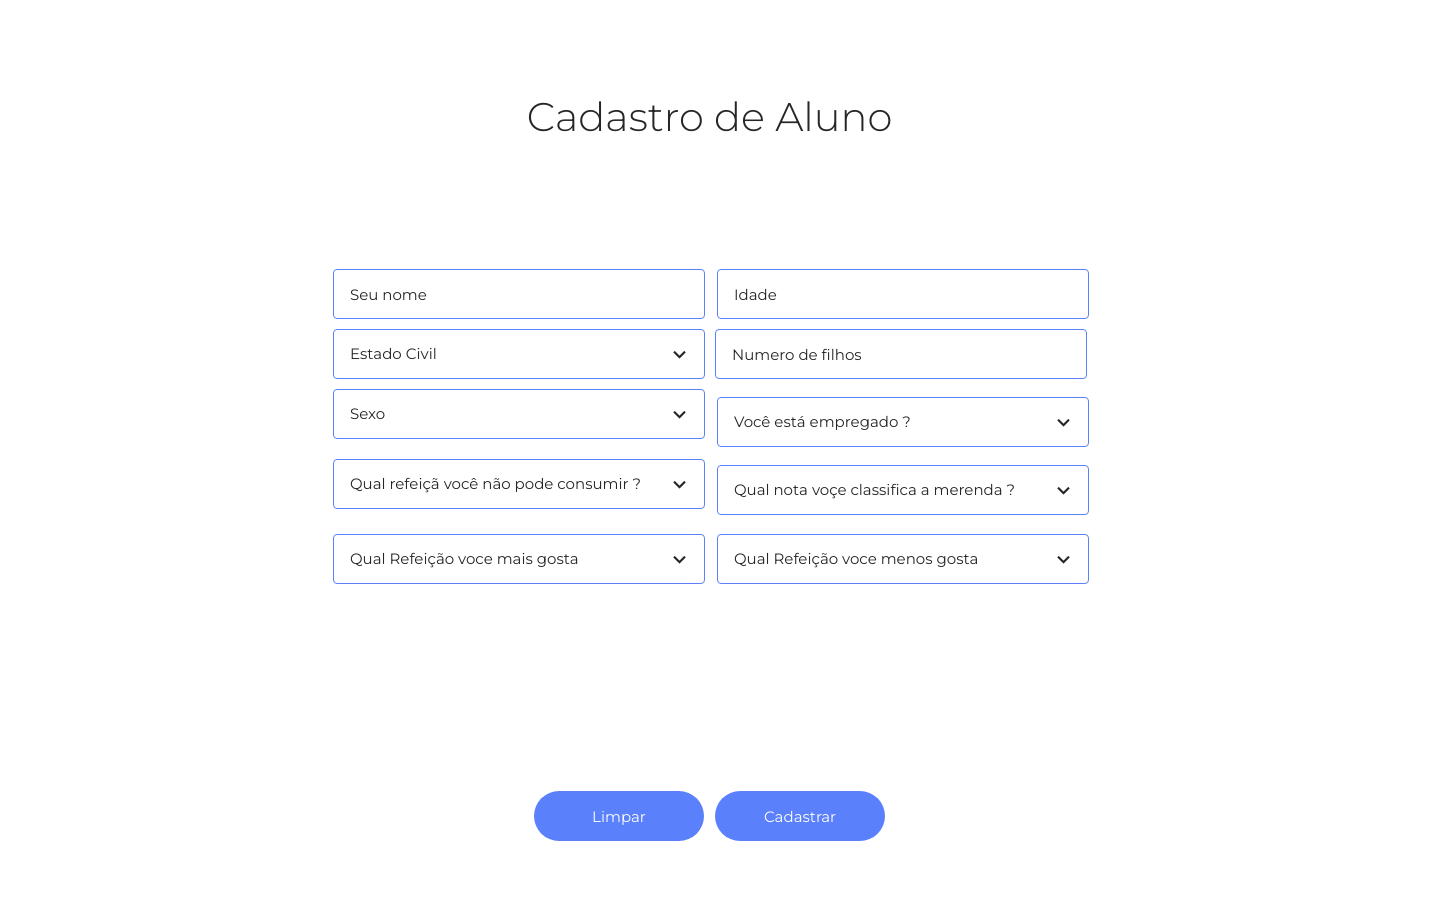 Cadastro de Aluno
Seu nome
Idade
Estado Civil
Numero de filhos
Sexo
Você está empregado ?
Qual refeiçã você não pode consumir ?
Qual nota voçe classifica a merenda ?
Qual Refeição voce mais gosta
Qual Refeição voce menos gosta
Limpar
Cadastrar